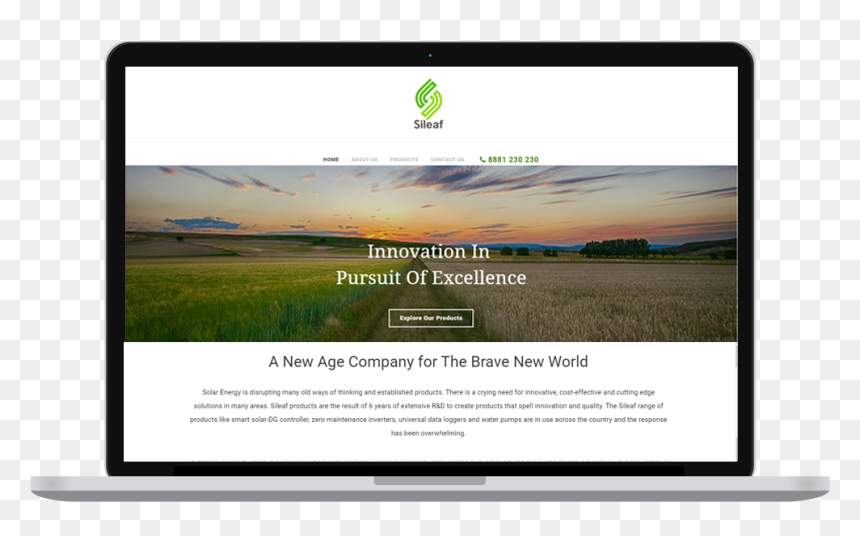 Sileaf
HOME ABOUT US PRODUCTS CONTACT US 8881 230 230
Innovation In
Pursuit Of Excellence
Explore Our Products
A New Age Company for The Brave New World
Solar Energy is disrupting many old ways of thinking and established products. There is a crying need for innovative, cost-effective and cutting edge
solutions in many areas. Sileaf products are the result of 6 years of extensive R&D to create products that spell innovation and quality. The Sileaf range of
products like smart solar-DG controller, zero maintenance inverters, universal data loggers and water pumps are in use across the country and the response
has been overwhelming.